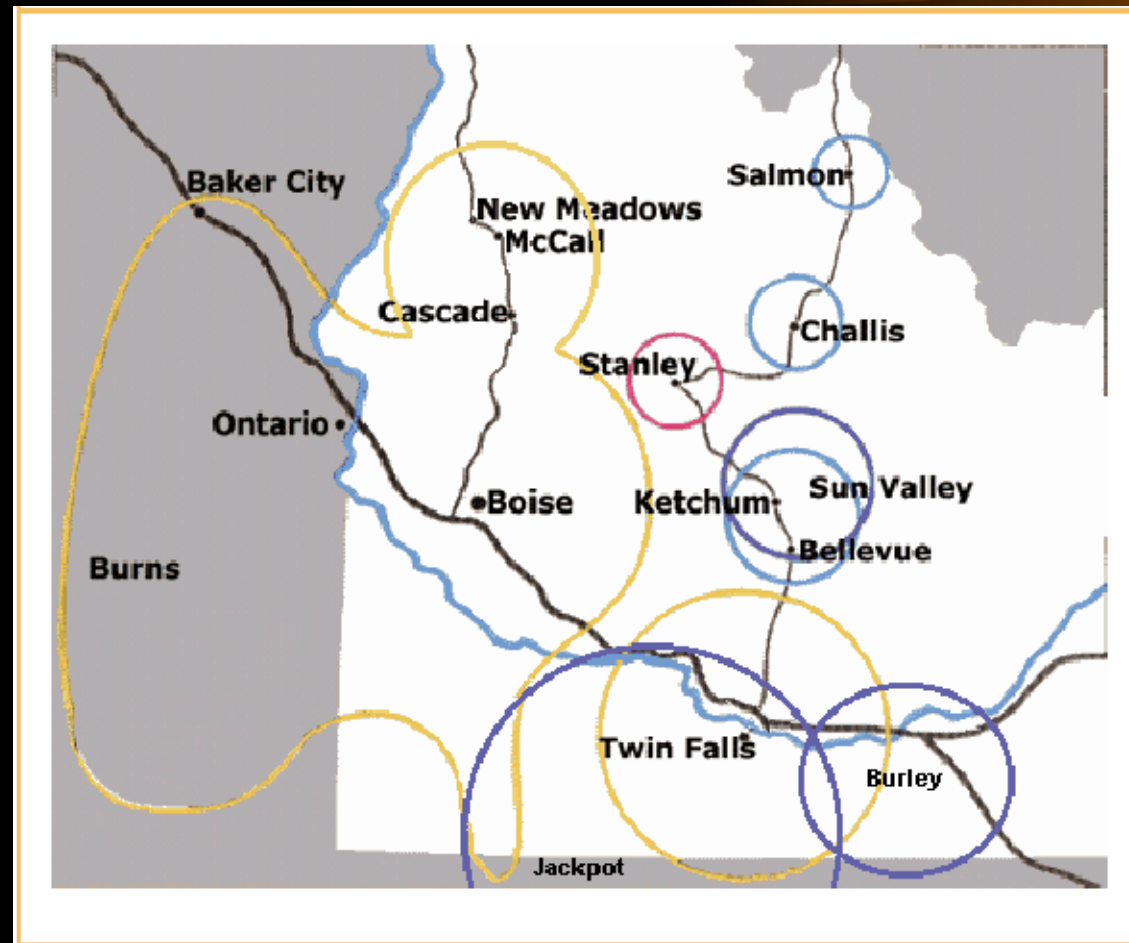 Salmon
Baker City
New Meadows
McCall
Cascade
Challis
Stanley
Ontario
Sun Valley
Ketchum
Boise
Bellevue
Burns
Twin Falls
Burley
Jackpot